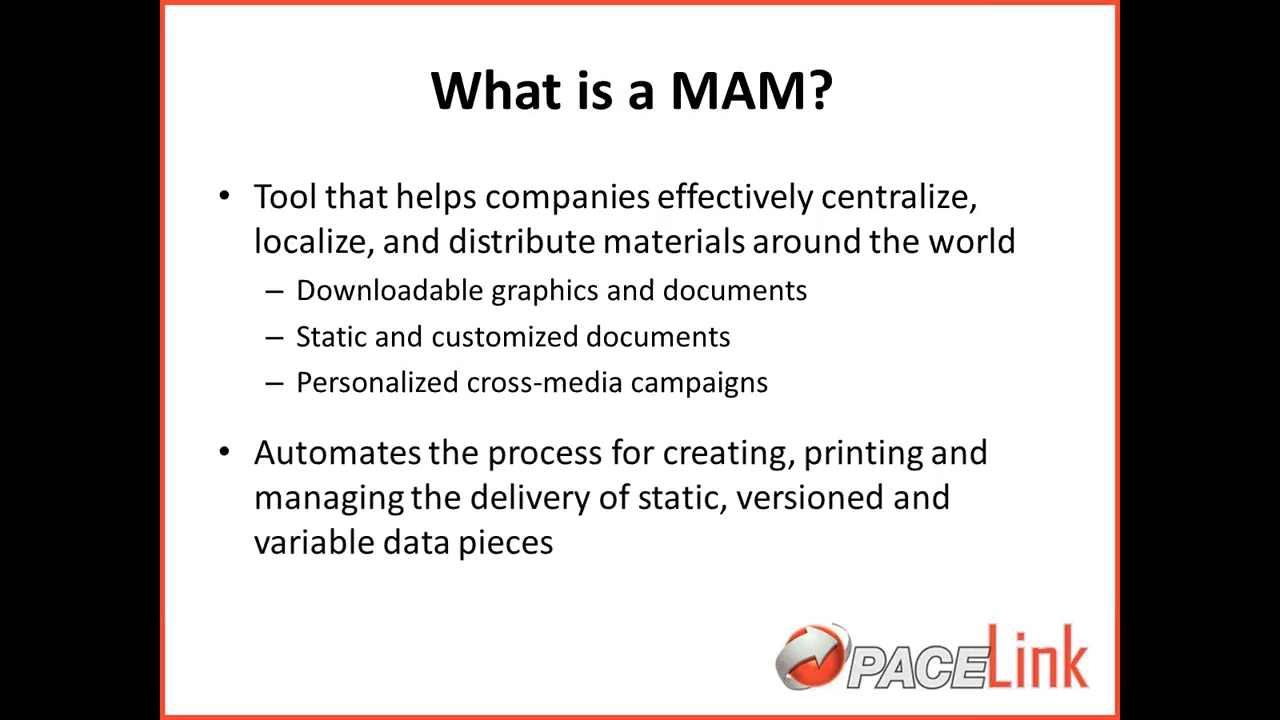 What is a MAM?
• Tool that helps companies effectively centralize,
localize, and distribute materials around the world
– Downloadable graphics and documents
– Static and customized documents
– Personalized cross-media campaigns
• Automates the process for creating, printing and
managing the delivery of static, versioned and
variable data pieces
PACELink